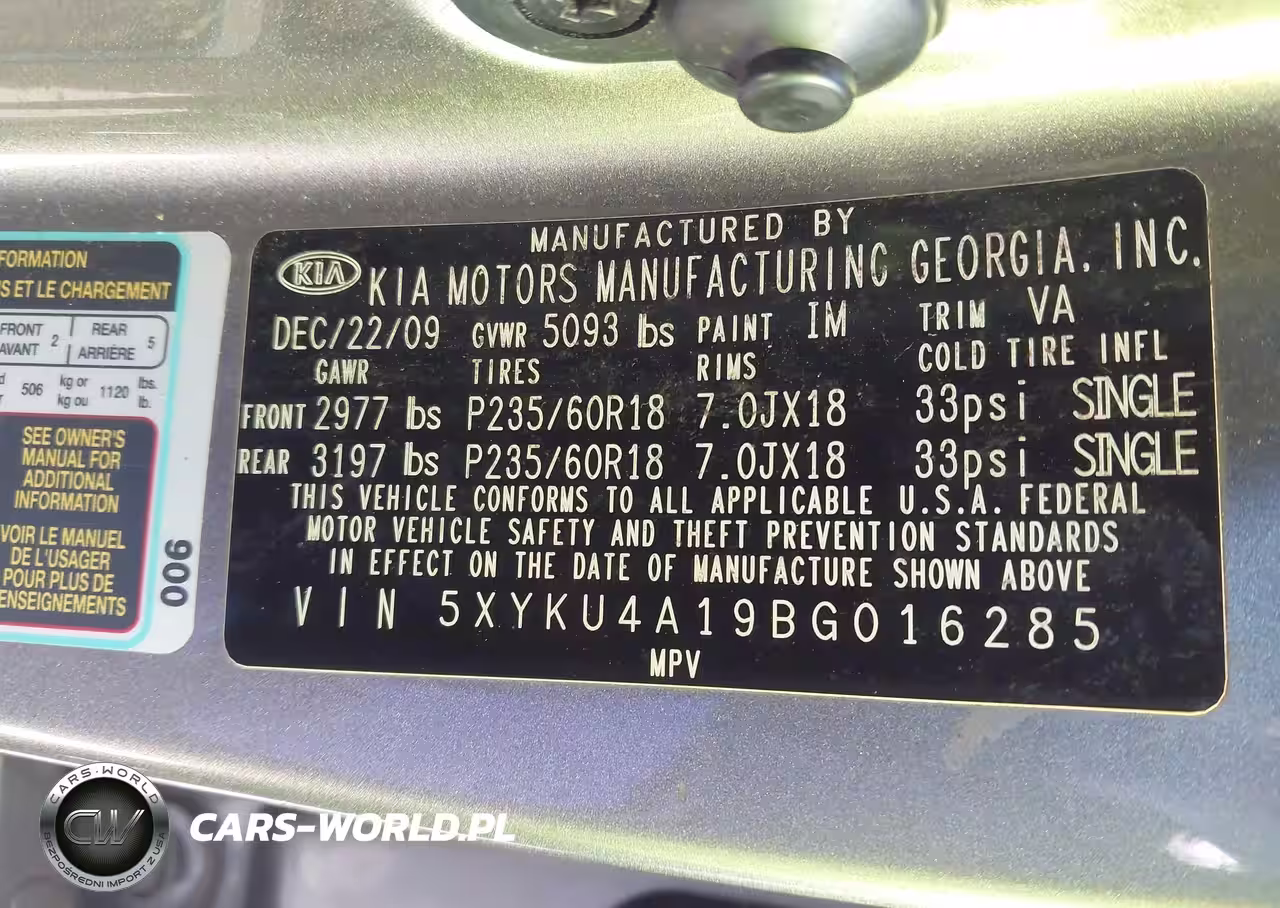 FORMATION
S ET LE CHARGEMENT
FRONT
AVANT 2
REAR
ARRIÈRE 5
506 kg or
kg ou 1120 lbs.
lb.
SEE OWNER'S
MANUAL FOR
ADDITIONAL
INFORMATION
VOIR LE MANUEL
DE L'USAGER
POUR PLUS DE
ENSEIGNEMENTS
006
MANUFACTURED BY
KIA KIA MOTORS MANUFACTURING GEORGIA. INC.
DEC/22/09 GVWR 5093 lbs PAINT IM TRIM VA
GAWR TIRES RIMS COLD TIRE INFL
FRONT 2977 lbs P235/60R18 7.0JX18 33psi SINGLE
REAR 3197 lbs P235/60R18 7.0JX18 33psi SINGLE
THIS VEHICLE CONFORMS TO ALL APPLICABLE U.S.A. FEDERAL
MOTOR VEHICLE SAFETY AND THEFT PREVENTION STANDARDS
IN EFFECT ON THE DATE OF MANUFACTURE SHOWN ABOVE
VIN 5XYKU4A19BG016285
MPV
CARS-WORLD
CW
BEZPOŚREDNI IMPORT Z USA
CARS-WORLD.PL